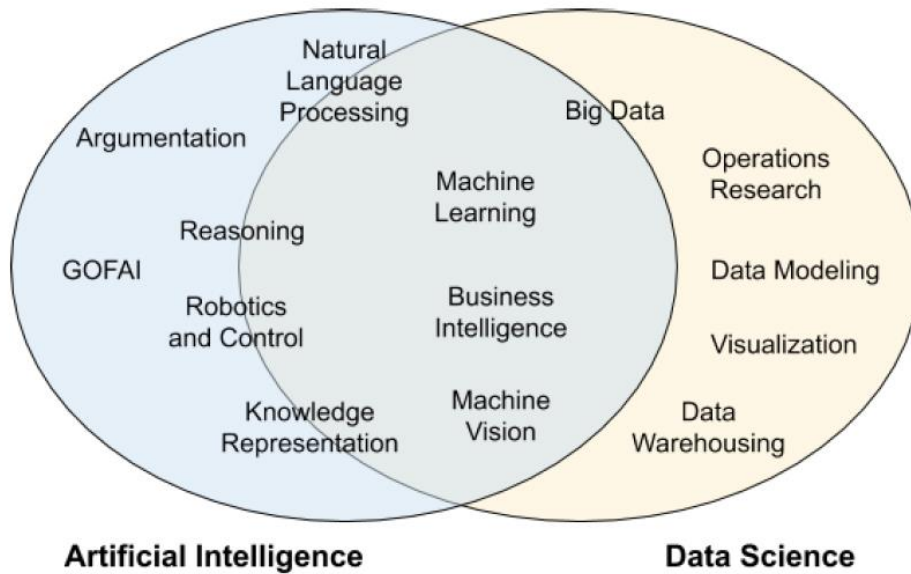 Natural
Language
Processing
Big Data
Argumentation
Operations
Research
Machine
Learning
Reasoning
GOFAI
Data Modeling
Robotics
and Control
Business
Intelligence
Visualization
Knowledge
Representation
Machine
Vision
Data
Warehousing
Artificial Intelligence
Data Science